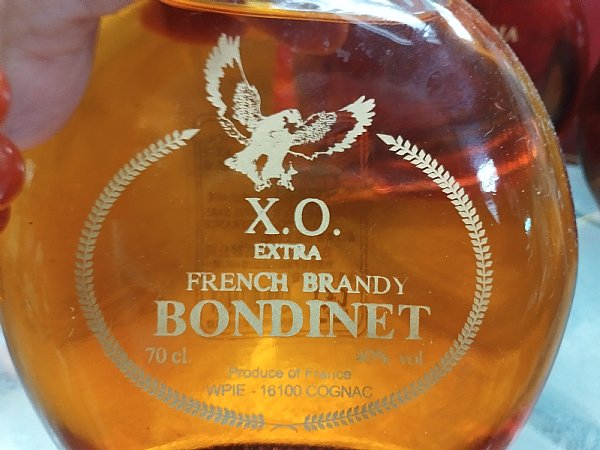 X.O.
EXTRA
FRENCH BRANDY
BONDINET
70 cl. 40% vol.
Produce of France
WPIE - 16100 COGNAC